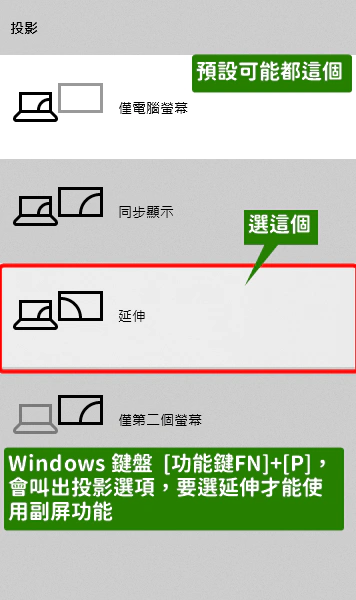 投影
預設可能都這個
僅電腦螢幕
同步顯示
選這個
延伸
僅第二個螢幕
Windows 鍵盤 [功能鍵FN]+[P]，
會叫出投影選項，要選延伸才能使
用副屏功能